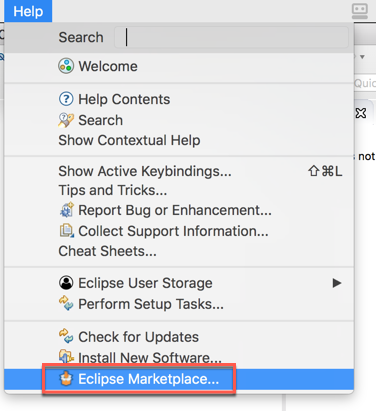 Help
Search
Welcome
Help Contents
Search
Show Contextual Help
Show Active Keybindings... ⇧⌘L
Tips and Tricks...
Report Bug or Enhancement...
Collect Support Information...
Cheat Sheets...
Eclipse User Storage
Perform Setup Tasks...
Check for Updates
Install New Software...
Eclipse Marketplace...
Quic
not